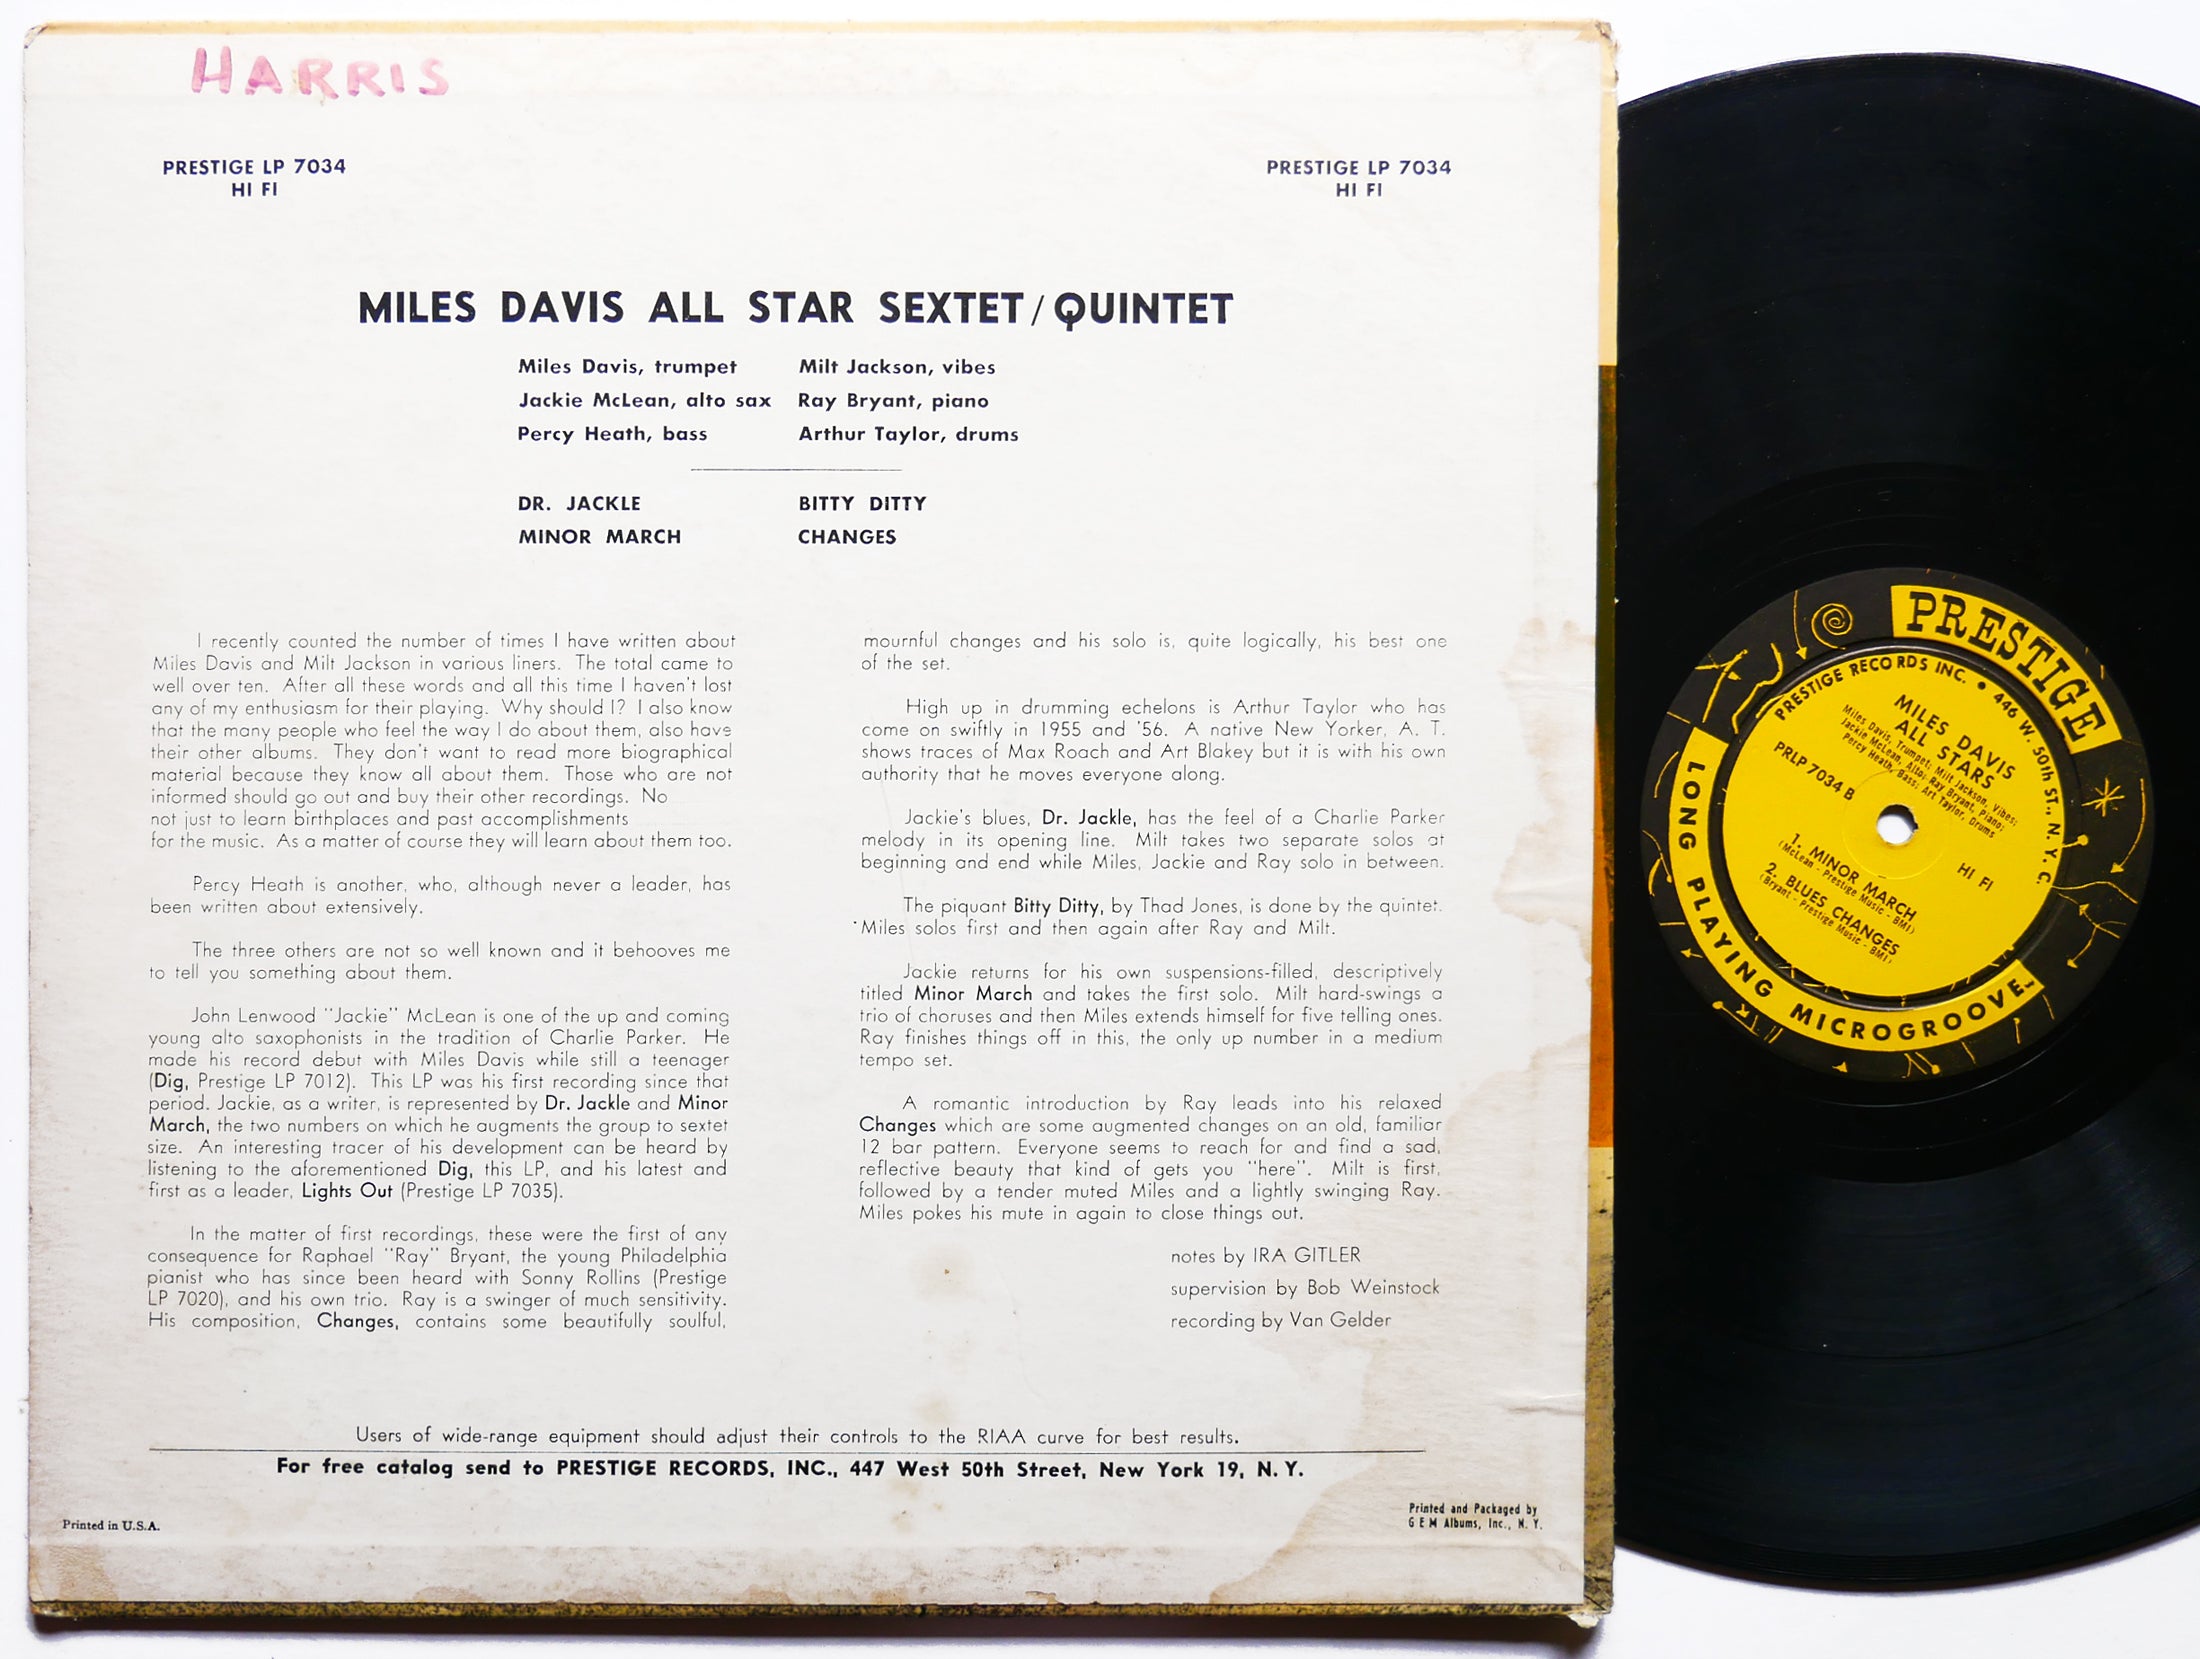 HARRIS
PRESTIGE LP 7034
HI FI
PRESTIGE LP 7034
HI FI
MILES DAVIS ALL STAR SEXTET/QUINTET
Miles Davis, trumpet
Milt Jackson, vibes
Jackie McLean, alto sax
Ray Bryant, piano
Percy Heath, bass
Arthur Taylor, drums
DR. JACKLE
BITTY DITTY
MINOR MARCH
CHANGES
I recently counted the number of times I have written about
Miles Davis and Milt Jackson in various liners. The total came to
well over ten. After all these words and all this time I haven't lost
any of my enthusiasm for their playing. Why should I? I also know
that the many people who feel the way I do about them, also have
their other albums. They don't want to read more biographical
material because they know all about them. Those who are not
informed should go out and buy their other recordings. No
not just to learn birthplaces and past accomplishments
for the music. As a matter of course they will learn about them too.
Percy Heath is another, who, although never a leader, has
been written about extensively.
The three others are not so well known and it behooves me
to tell you something about them.
John Lenwood "Jackie" McLean is one of the up and coming
young alto saxophonists in the tradition of Charlie Parker. He
made his record debut with Miles Davis while still a teenager
(Dig, Prestige LP 7012). This LP was his first recording since that
period. Jackie, as a writer, is represented by Dr. Jackle and Minor
March, the two numbers on which he augments the group to sextet
size. An interesting tracer of his development can be heard by
listening to the aforementioned Dig, this LP, and his latest and
first as a leader, Lights Out (Prestige LP 7035).
In the matter of first recordings, these were the first of any
consequence for Raphael "Ray" Bryant, the young Philadelphia
pianist who has since been heard with Sonny Rollins (Prestige
LP 7020), and his own trio. Ray is a swinger of much sensitivity.
His composition, Changes, contains some beautifully soulful,
mournful changes and his solo is, quite logically, his best one
of the set.
High up in drumming echelons is Arthur Taylor who has
come on swiftly in 1955 and '56. A native New Yorker, A. T.
shows traces of Max Roach and Art Blakey but it is with his own
authority that he moves everyone along.
Jackie's blues, Dr. Jackle, has the feel of a Charlie Parker
melody in its opening line. Milt takes two separate solos at
beginning and end while Miles, Jackie and Ray solo in between.
The piquant Bitty Ditty, by Thad Jones, is done by the quintet.
Miles solos first and then again after Ray and Milt.
Jackie returns for his own suspensions-filled, descriptively
titled Minor March and takes the first solo. Milt hard-swings a
trio of choruses and then Miles extends himself for five telling ones.
Ray finishes things off in this, the only up number in a medium
tempo set.
A romantic introduction by Ray leads into his relaxed
Changes which are some augmented changes on an old, familiar
12 bar pattern. Everyone seems to reach for and find a sad,
reflective beauty that kind of gets you "here". Milt is first,
followed by a tender muted Miles and a lightly swinging Ray.
Miles pokes his mute in again to close things out.
notes by IRA GITLER
supervision by Bob Weinstock
recording by Van Gelder
Users of wide-range equipment should adjust their controls to the RIAA curve for best results.
For free catalog send to PRESTIGE RECORDS, INC., 447 West 50th Street, New York 19, N. Y.
Printed in U.S.A.
Printed and Packaged by
G E M Albums, Inc., N. Y.
PRESTIGE
PRESTIGE RECORDS INC. • 446 W. 50th ST., N. Y. C.
MILES DAVIS
ALL STARS
Miles Davis, Trumpet; Milt Jackson, Vibes;
Jackie McLean, Alto; Ray Bryant, Piano;
Percy Heath, Bass; Art Taylor, Drums
PRLP 7034 B
HI FI
1. MINOR MARCH
(McLean - Prestige Music - BMI)
2. BLUES CHANGES
(Bryant - Prestige Music - BMI)
LONG PLAYING MICROGROOVE